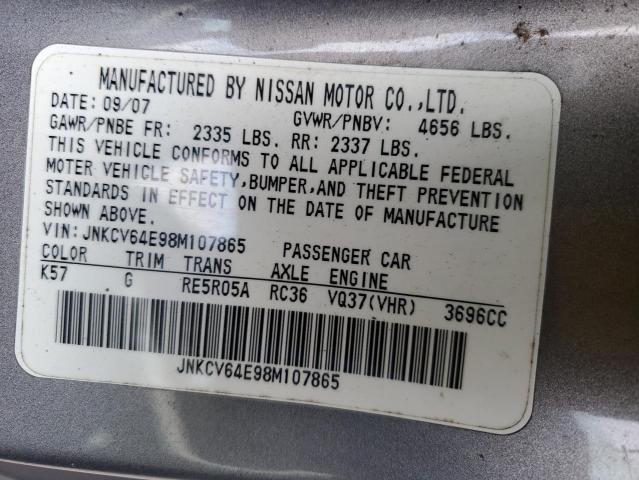 MANUFACTURED BY NISSAN MOTOR CO.,LTD.
DATE: 09/07 GVWR/PNBV: 4656 LBS.
GAWR/PNBE FR: 2335 LBS. RR: 2337 LBS.
THIS VEHICLE CONFORMS TO ALL APPLICABLE FEDERAL
MOTER VEHICLE SAFETY,BUMPER,AND THEFT PREVENTION
STANDARDS IN EFFECT ON THE DATE OF MANUFACTURE
SHOWN ABOVE.
VIN:JNKCV64E98M107865 PASSENGER CAR
COLOR TRIM TRANS AXLE ENGINE
K57 G RE5R05A RC36 VQ37(VHR) 3696CC
JNKCV64E98M107865